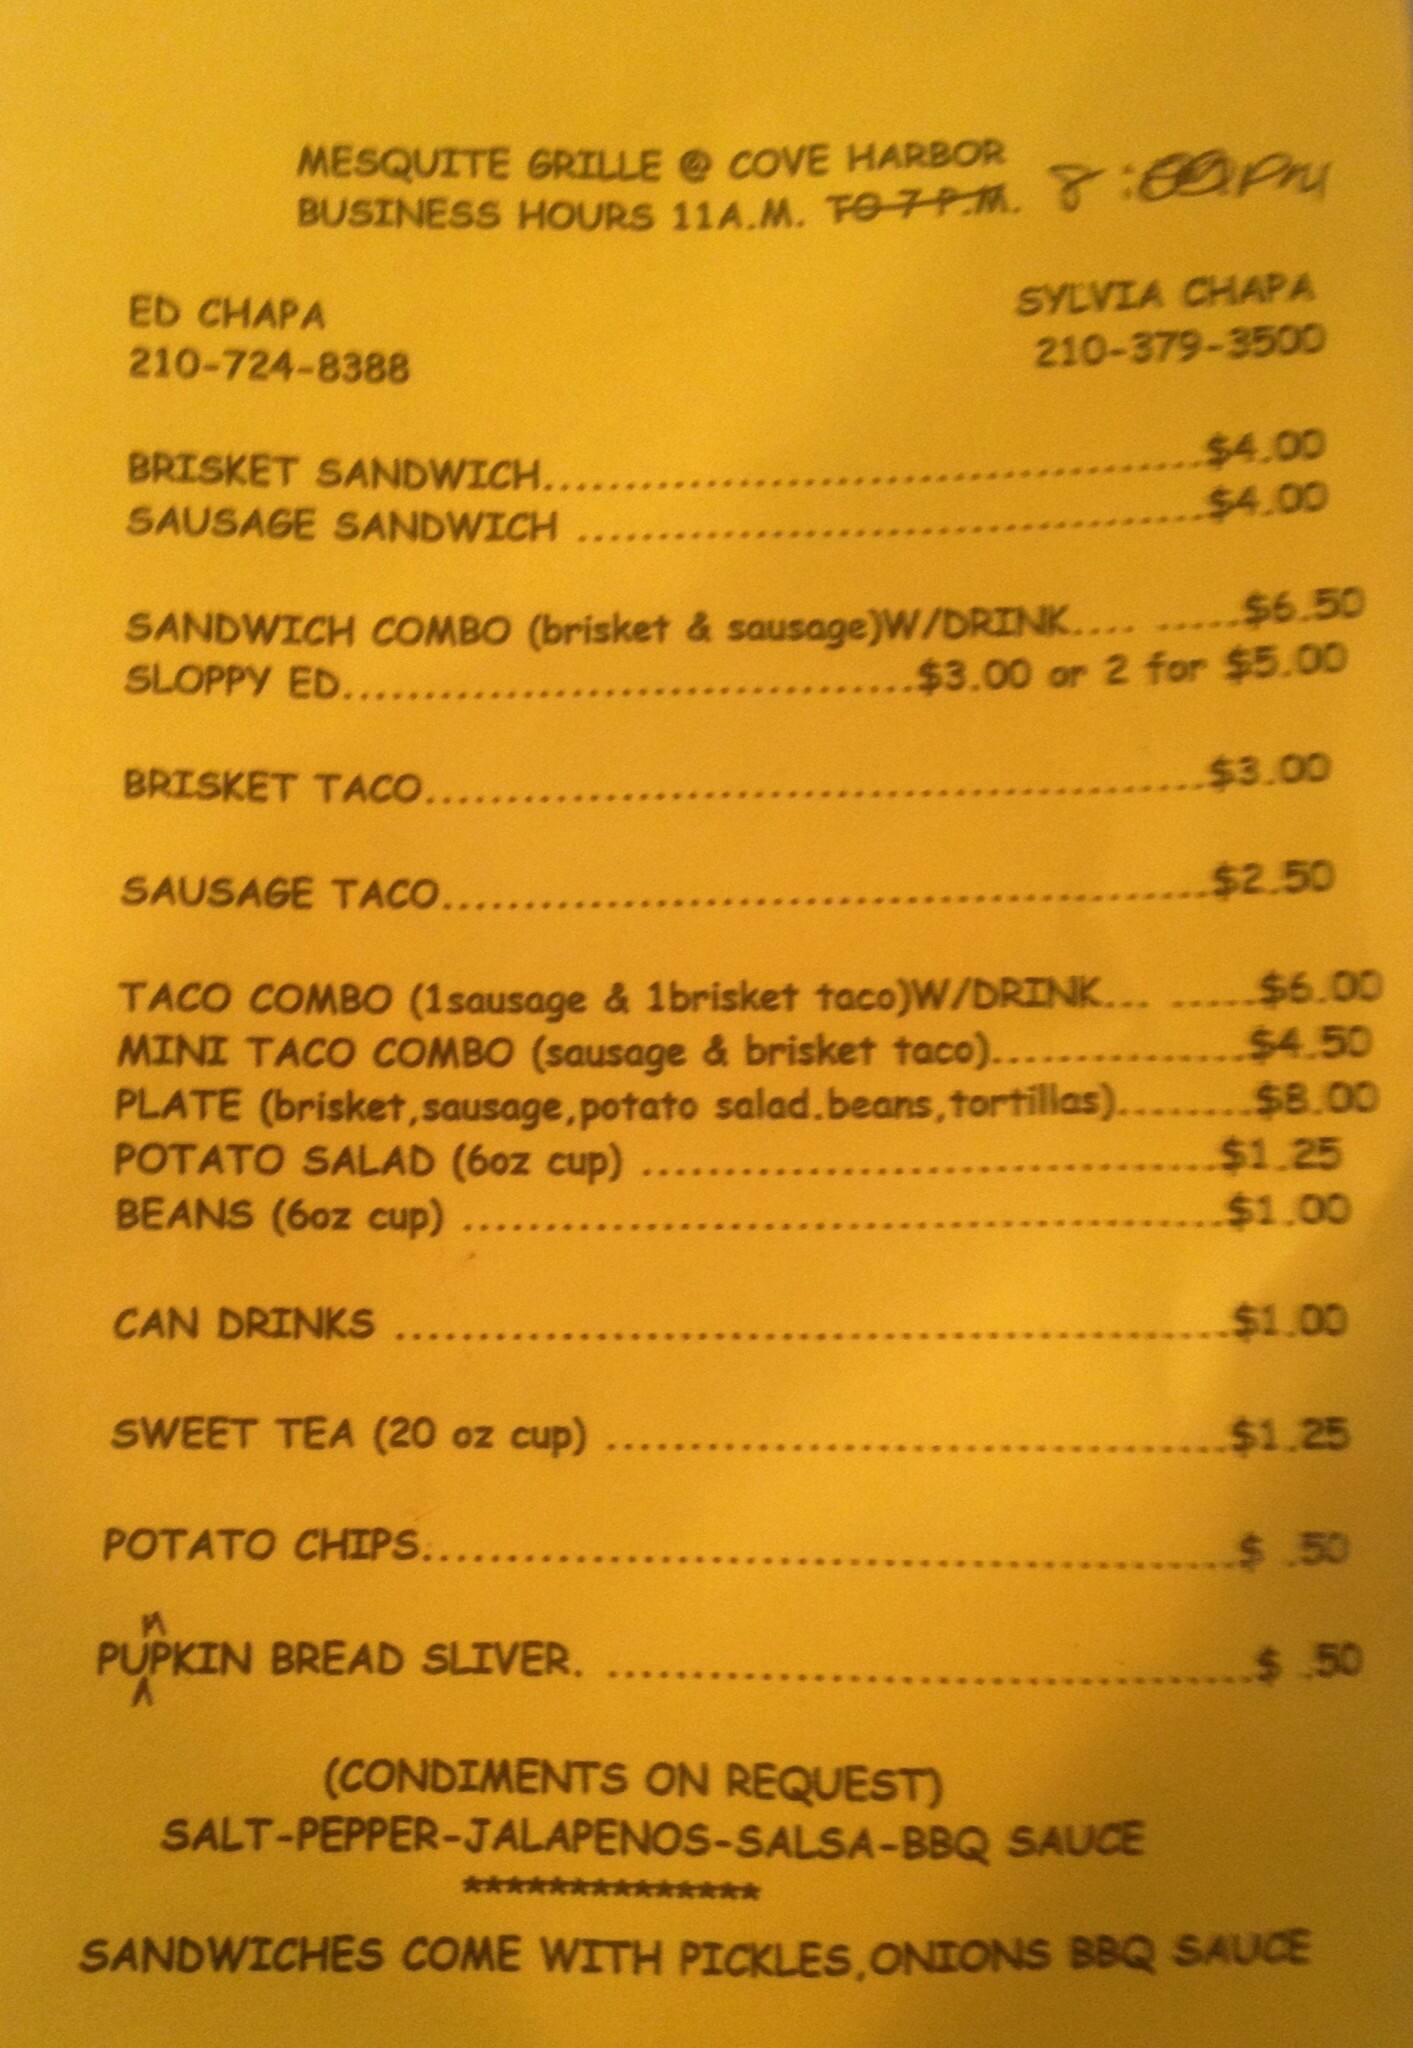 MESQUITE GRILLE @ COVE HARBOR
BUSINESS HOURS 11A.M. TO 7 P.M. 8:00PM
ED CHAPA
210-724-8388
SYLVIA CHAPA
210-379-3500
BRISKET SANDWICH........................................$4.00
SAUSAGE SANDWICH ......................................$4.00
SANDWICH COMBO (brisket & sausage)W/DRINK.... .....$6.50
SLOPPY ED...................................$3.00 or 2 for $5.00
BRISKET TACO................................................$3.00
SAUSAGE TACO...............................................$2.50
TACO COMBO (1sausage & 1brisket taco)W/DRINK... .....$6.00
MINI TACO COMBO (sausage & brisket taco)................$4.50
PLATE (brisket,sausage,potato salad.beans,tortillas)........$8.00
POTATO SALAD (6oz cup) ...................................$1.25
BEANS (6oz cup) ..............................................$1.00
CAN DRINKS ...................................................$1.00
SWEET TEA (20 oz cup) ......................................$1.25
POTATO CHIPS..................................................$ .50
PUMPKIN BREAD SLIVER. .......................................$ .50
(CONDIMENTS ON REQUEST)
SALT-PEPPER-JALAPENOS-SALSA-BBQ SAUCE
**************
SANDWICHES COME WITH PICKLES,ONIONS BBQ SAUCE